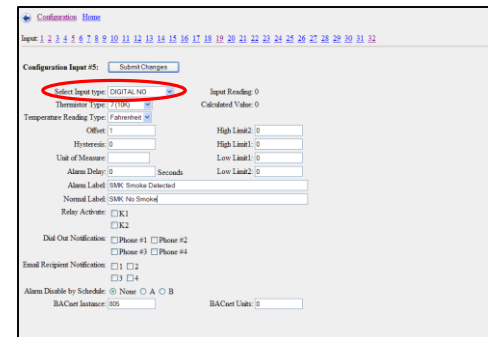 Configuration Home
Input: 1 2 3 4 5 6 7 8 9 10 11 12 13 14 15 16 17 18 19 20 21 22 23 24 25 26 27 28 29 30 31 32
Configuration Input #5: Submit Changes
Select Input type: DIGITAL NO Input Reading: 0
Thermistor Type: 7 (10K) Calculated Value: 0
Temperature Reading Type: Fahrenheit
Offset: 1 High Limit2: 0
Hysteresis: 0 High Limit1: 0
Unit of Measure: Low Limit1: 0
Alarm Delay: 0 Seconds Low Limit2: 0
Alarm Label: SMK Smoke Detected
Normal Label: SMK No Smoke
Relay Activate: K1
K2
Dial Out Notification: Phone #1 Phone #2
Phone #3 Phone #4
Email Recipient Notification: 1 2
3 4
Alarm Disable by Schedule: None A B
BACnet Instance: 805 BACnet Units: 0